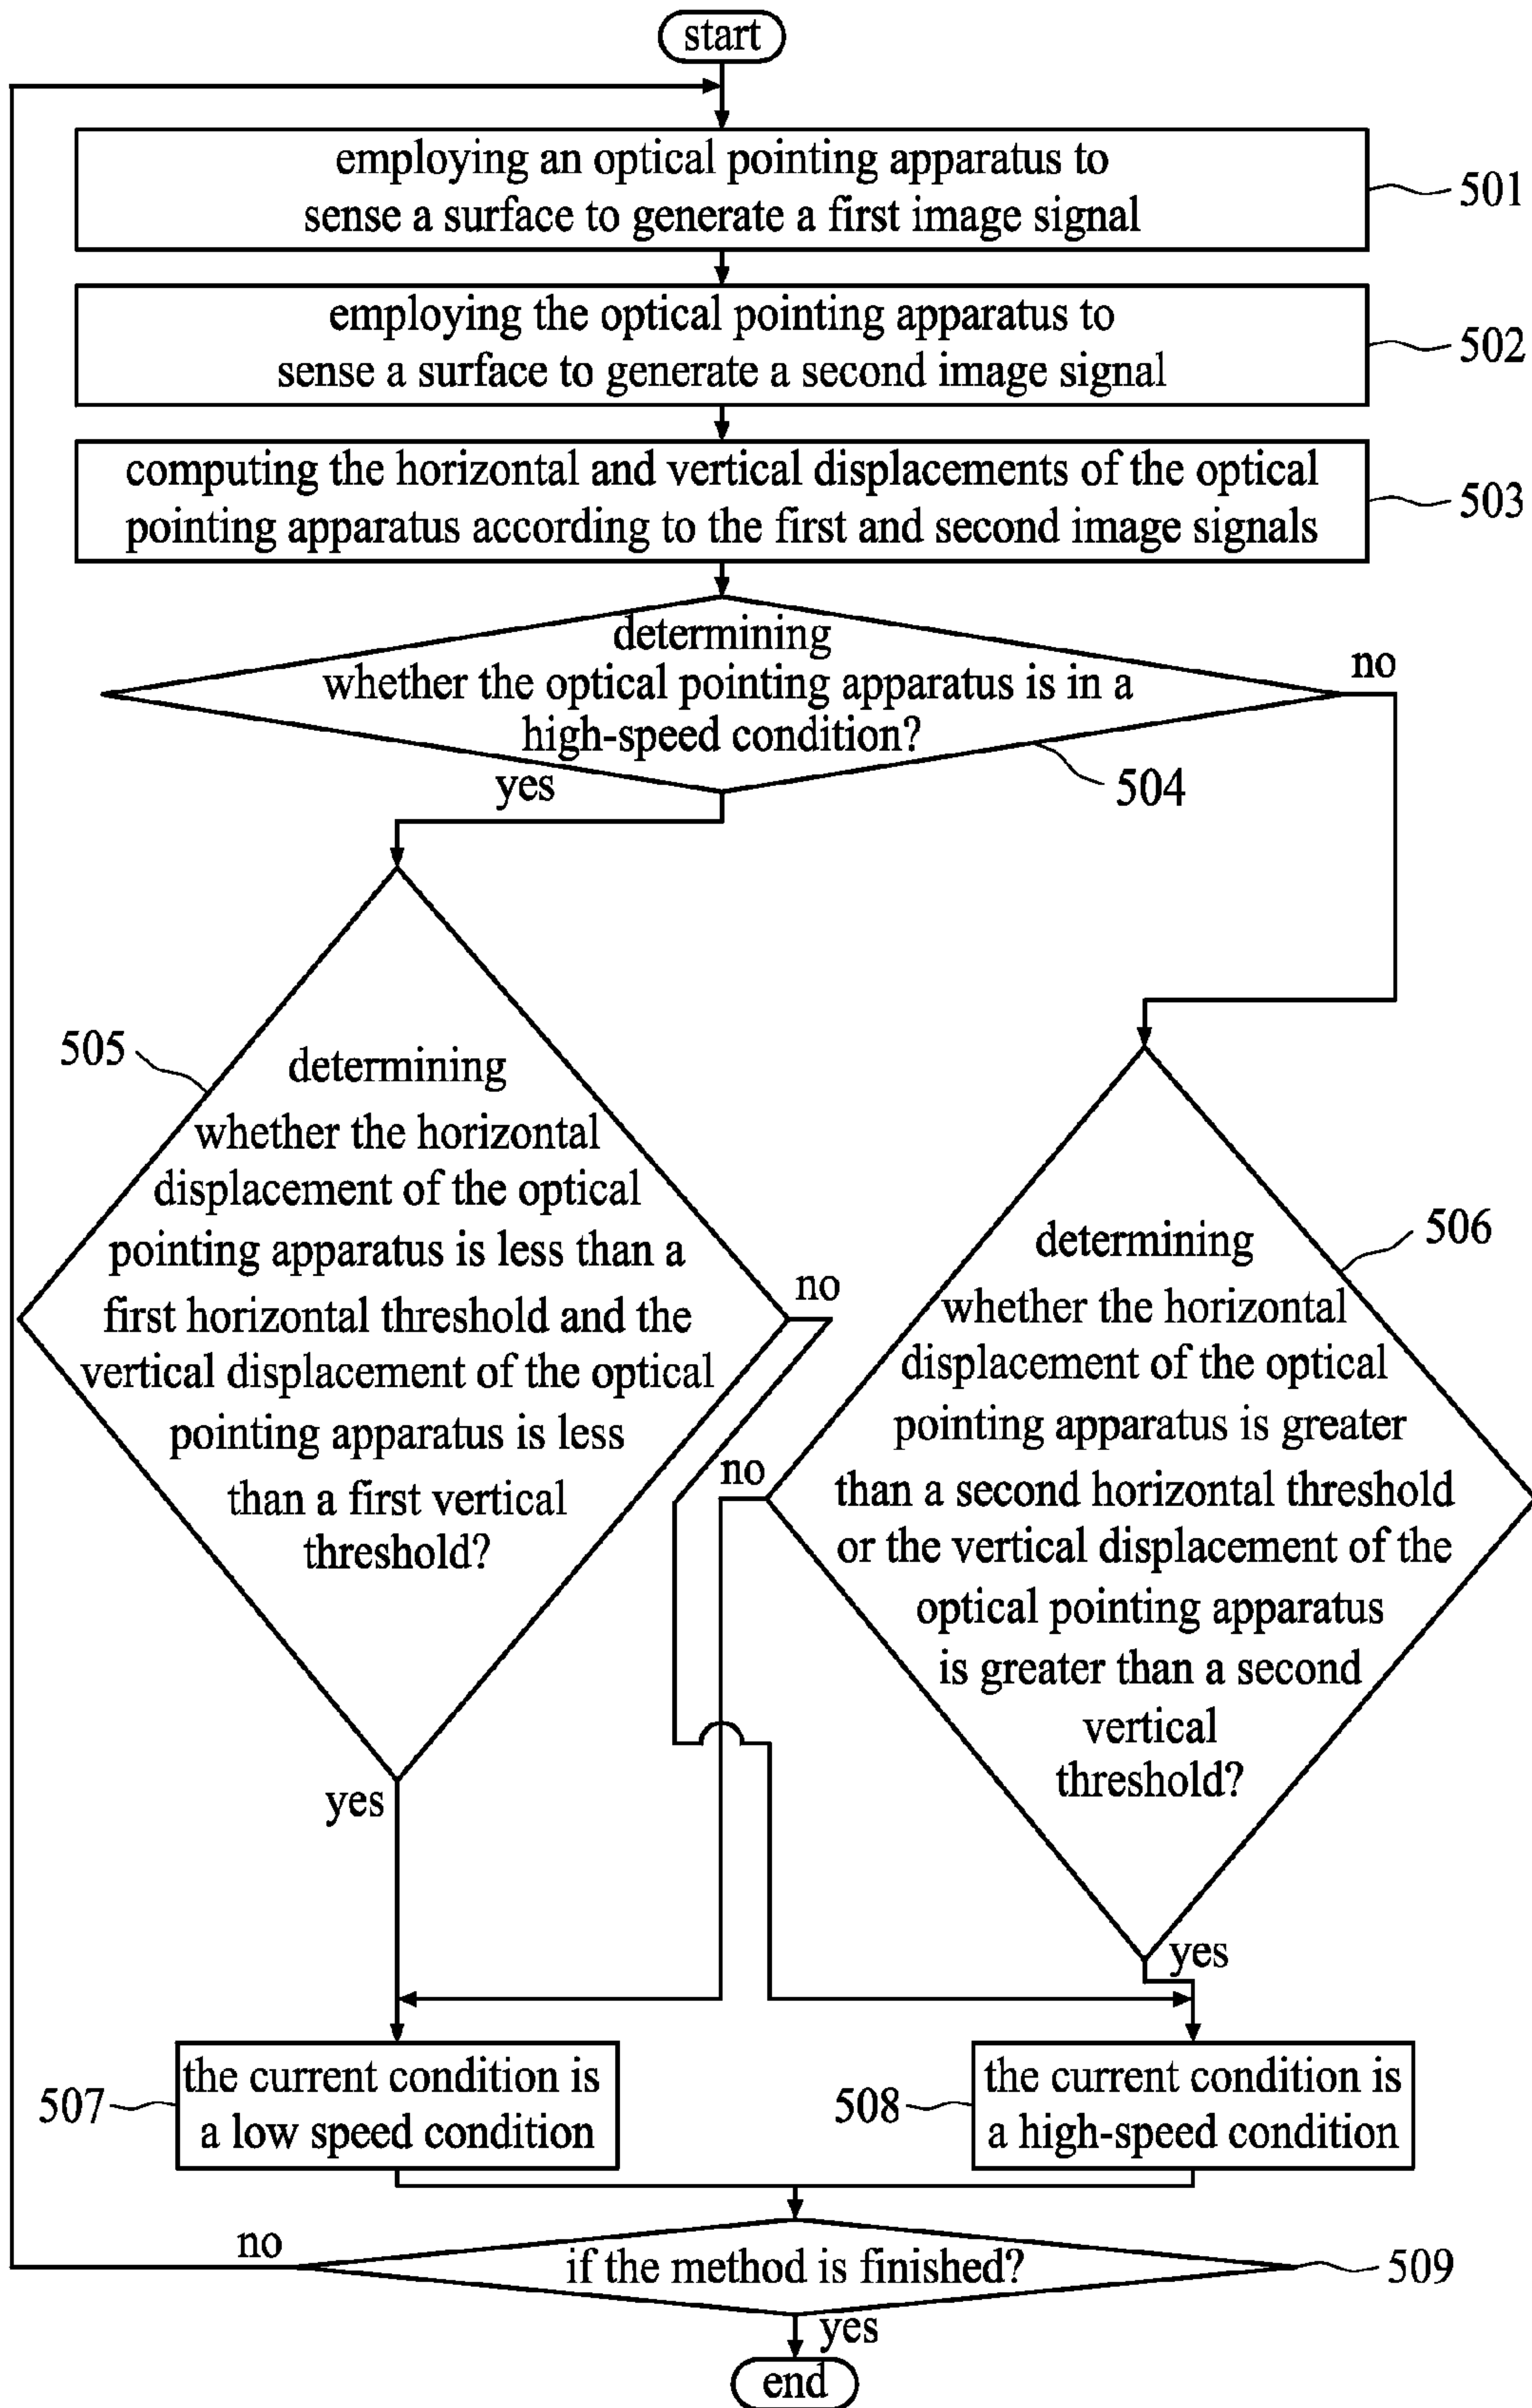 start
employing an optical pointing apparatus to
sense a surface to generate a first image signal
501
employing the optical pointing apparatus to
sense a surface to generate a second image signal
502
computing the horizontal and vertical displacements of the optical
pointing apparatus according to the first and second image signals
503
determining
whether the optical pointing apparatus is in a
high-speed condition?
no
yes
504
505
determining
whether the horizontal
displacement of the optical
pointing apparatus is less than a
first horizontal threshold and the
vertical displacement of the optical
pointing apparatus is less
than a first vertical
threshold?
no
yes
506
determining
whether the horizontal
displacement of the optical
pointing apparatus is greater
than a second horizontal threshold
or the vertical displacement of the
optical pointing apparatus
is greater than a second
vertical
threshold?
no
yes
507
the current condition is
a low speed condition
508
the current condition is
a high-speed condition
no
if the method is finished?
509
yes
end